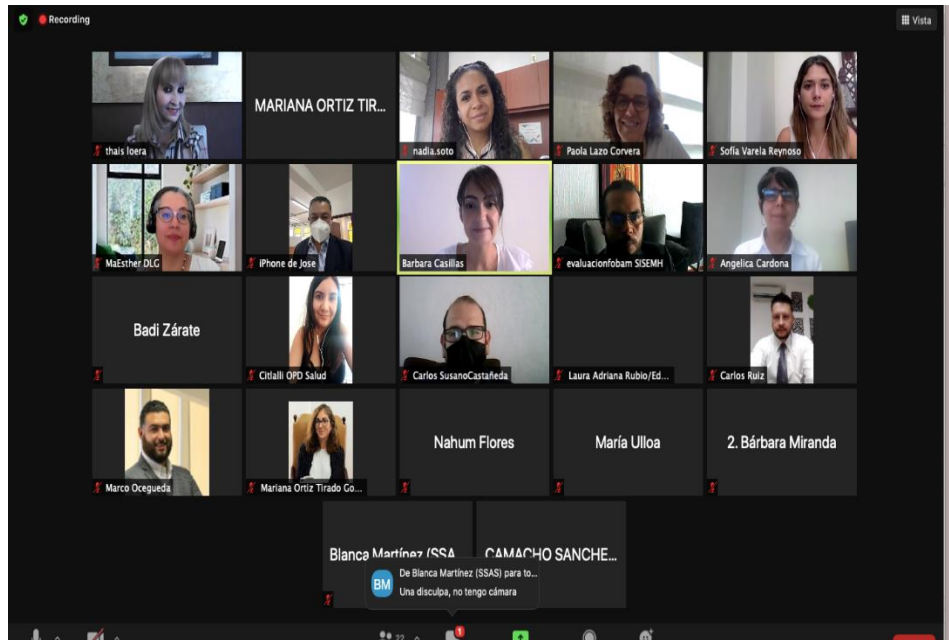 Recording
Vista
thais loera
MARIANA ORTIZ TIR...
nadia.soto
Paola Lazo Corvera
Sofía Varela Reynoso
MaEsther DLG
iPhone de Jose
Barbara Casillas
evaluacionfobam SISEMH
Angelica Cardona
Badi Zárate
Citlalli OPD Salud
Carlos SusanoCastañeda
Laura Adriana Rubio/Ed...
Carlos Ruiz
Marco Ocegueda
Mariana Ortiz Tirado Go...
Nahum Flores
María Ulloa
2. Bárbara Miranda
Blanca Martínez (SSA
CAMACHO SANCHE...
BM
De Blanca Martínez (SSAS) para to...
Una disculpa, no tengo cámara
22
1